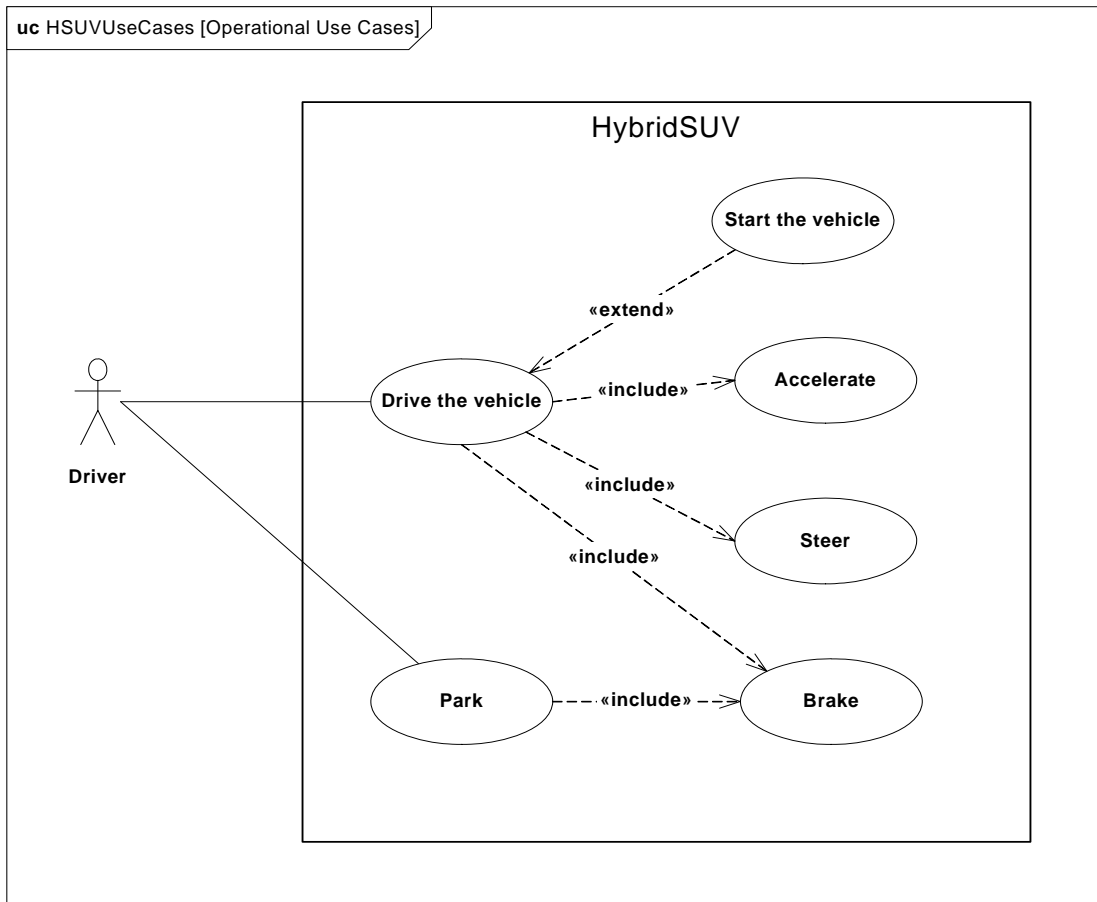 uc HSUVUseCases [Operational Use Cases]
HybridSUV
Start the vehicle
«extend»
Accelerate
«include»
Drive the vehicle
Driver
«include»
Steer
«include»
Park
«include»
Brake